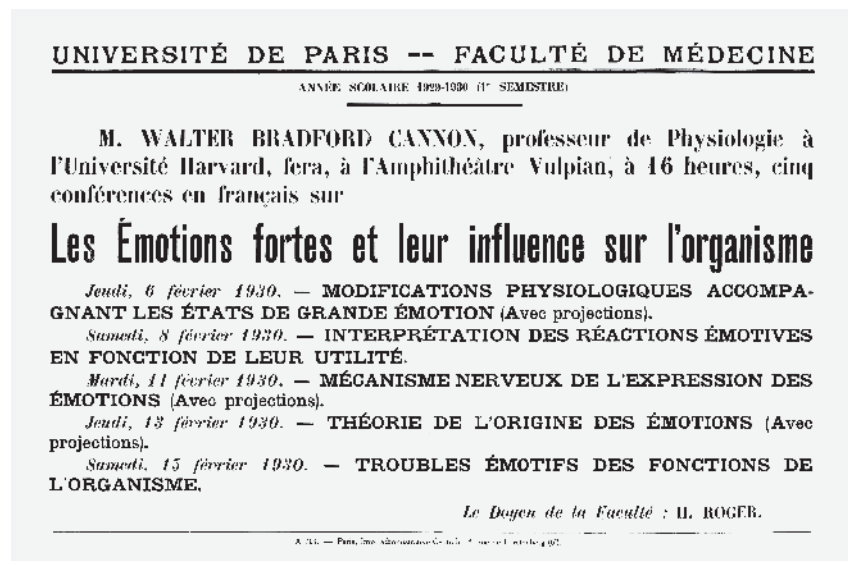 UNIVERSITÉ DE PARIS -- FACULTÉ DE MÉDECINE
ANNÉE SCOLAIRE 1929-1930 (1er SEMESTRE)
M. WALTER BRADFORD CANNON, professeur de Physiologie à
l'Université Harvard, fera, à l'Amphithéâtre Vulpian, à 16 heures, cinq
conférences en français sur
Les Émotions fortes et leur influence sur l'organisme
Jeudi, 6 février 1930. — MODIFICATIONS PHYSIOLOGIQUES ACCOMPA-
GNANT LES ÉTATS DE GRANDE ÉMOTION (Avec projections).
Samedi, 8 février 1930. — INTERPRÉTATION DES RÉACTIONS ÉMOTIVES
EN FONCTION DE LEUR UTILITÉ.
Mardi, 11 février 1930. — MÉCANISME NERVEUX DE L'EXPRESSION DES
ÉMOTIONS (Avec projections).
Jeudi, 13 février 1930. — THÉORIE DE L'ORIGINE DES ÉMOTIONS (Avec
projections).
Samedi, 15 février 1930. — TROUBLES ÉMOTIFS DES FONCTIONS DE
L'ORGANISME.
Le Doyen de la Faculté : H. ROGER.
— Paris,